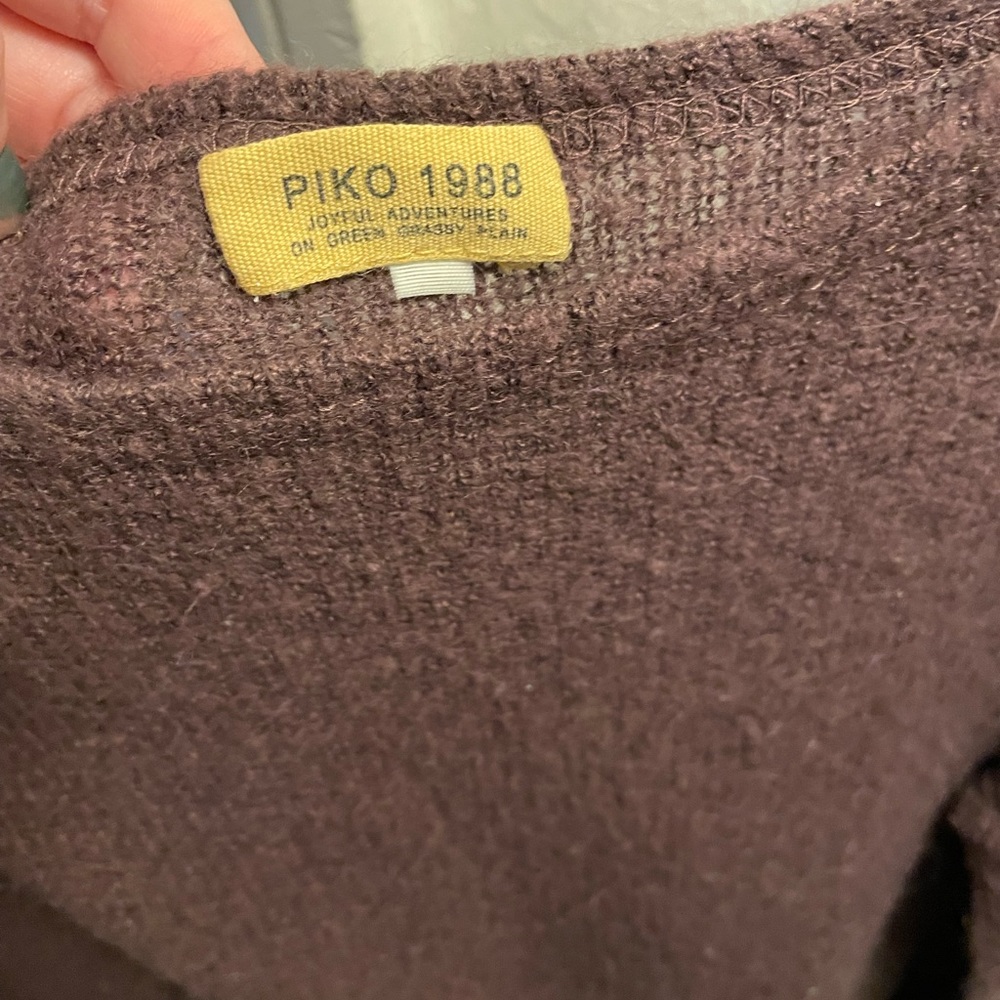 PIKO 1988
JOYFUL ADVENTURES
ON GREEN GRASSY PLAIN